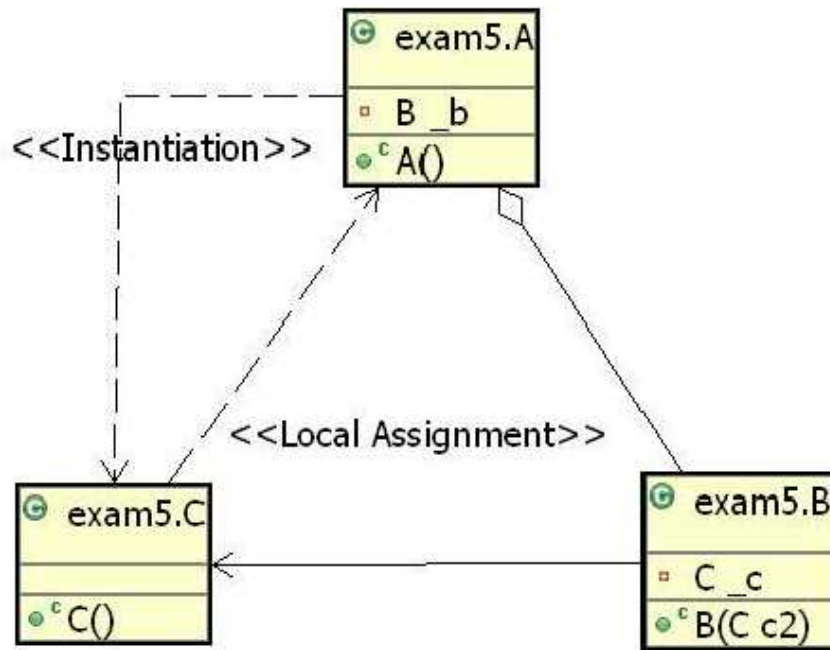 C exam5.A
B _b
c A()
<<Instantiation>>
<<Local Assignment>>
C exam5.C
c C()
C exam5.B
C _c
c B(C c2)